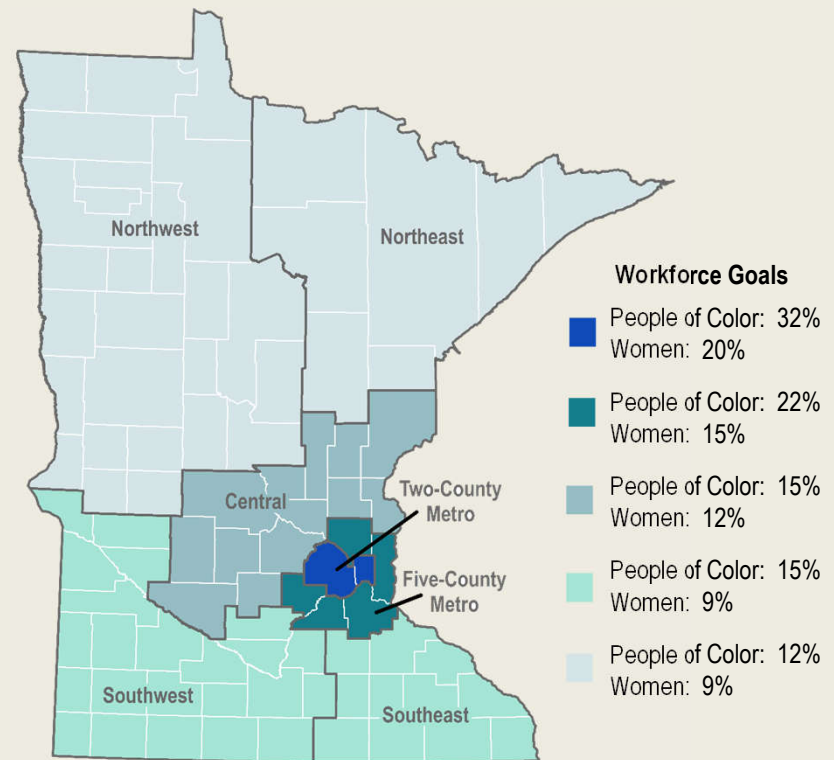 Northwest
Northeast
Workforce Goals
People of Color: 32%
Women: 20%
People of Color: 22%
Women: 15%
Central
Two-County
Metro
People of Color: 15%
Women: 12%
Five-County
Metro
People of Color: 15%
Women: 9%
People of Color: 12%
Women: 9%
Southwest
Southeast